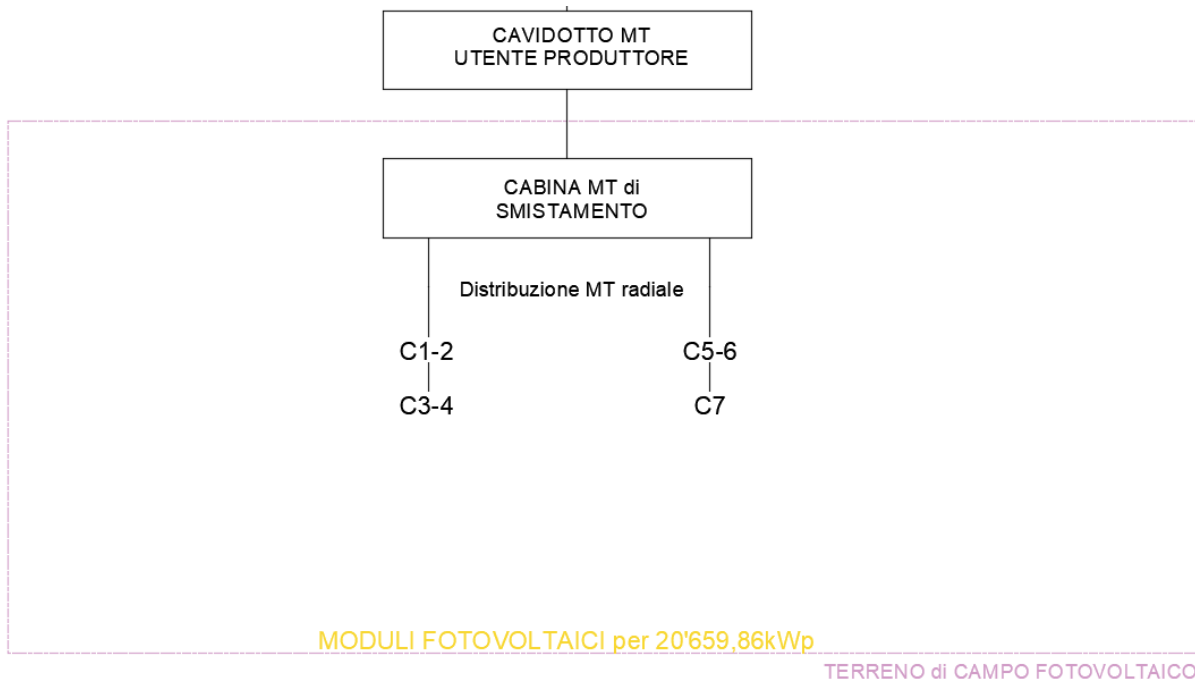 CAVIDOTTO MT
UTENTE PRODUTTORE
CABINA MT di
SMISTAMENTO
Distribuzione MT radiale
C1-2
C5-6
C3-4
C7
MODULI FOTOVOLTAICI per 20'659,86kWp
TERRENO di CAMPO FOTOVOLTAICO